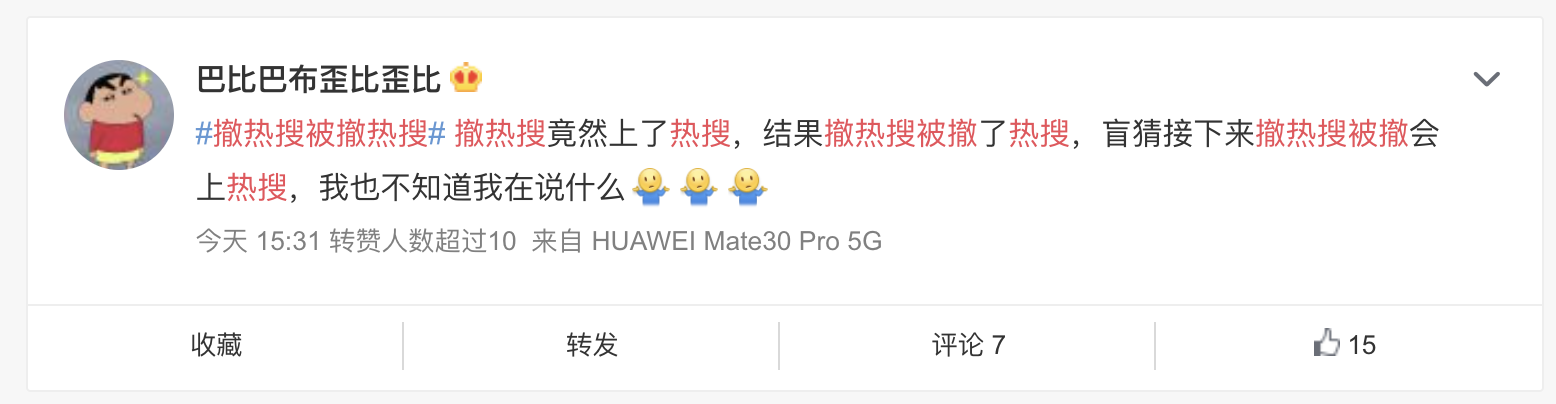 巴比巴布歪比歪比
#撤热搜被撤热搜# 撤热搜竟然上了热搜，结果撤热搜被撤了热搜，盲猜接下来撤热搜被撤会
上热搜，我也不知道我在说什么🤷🤷🤷
今天 15:31 转赞人数超过10 来自 HUAWEI Mate30 Pro 5G
收藏 转发 评论 7 15